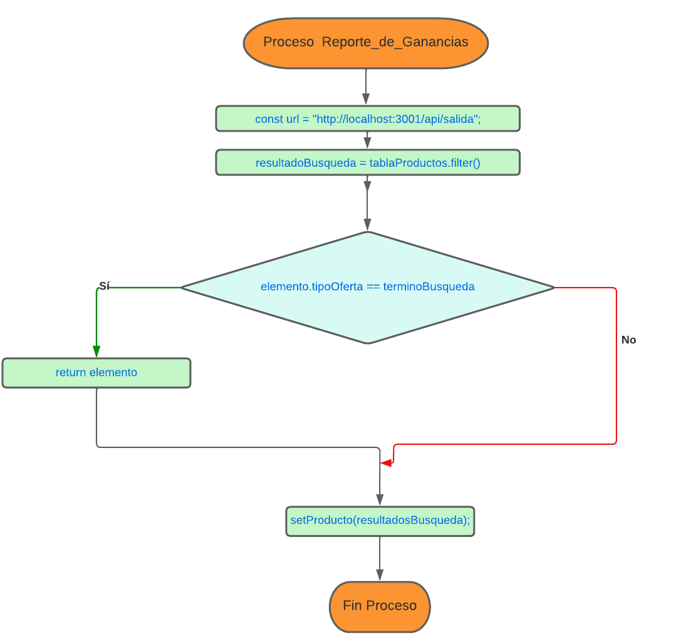 Proceso  Reporte_de_Ganancias
const url = "http://localhost:3001/api/salida";
resultadoBusqueda = tablaProductos.filter()
elemento.tipoOferta == terminoBusqueda
Sí
No
return elemento
setProducto(resultadosBusqueda);
Fin Proceso